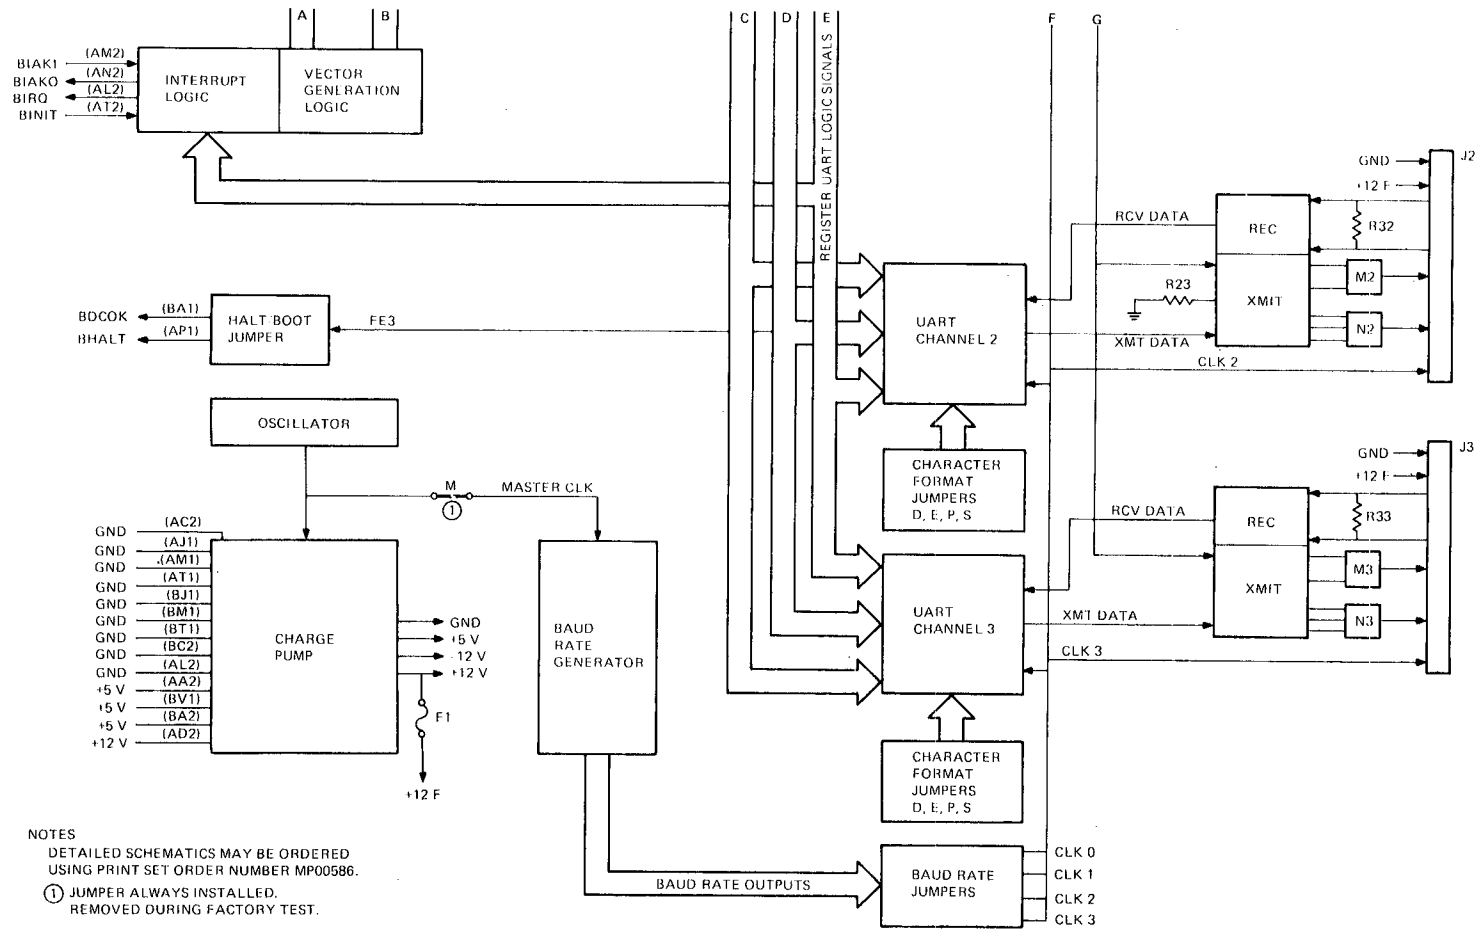 A
B
C
D
E
F
G
BIAK1
(AM2)
BIAKO
(AN2)
BIRQ
(AL2)
BINIT
(AT2)
INTERRUPT
LOGIC
VECTOR
GENERATION
LOGIC
REGISTER UART LOGIC SIGNALS
J2
GND
+12 F
R32
RCV DATA
REC
XMIT
R23
M2
N2
XMT DATA
CLK 2
UART
CHANNEL 2
BDCOK
(BA1)
BHALT
(AP1)
HALT BOOT
JUMPER
FE3
OSCILLATOR
M
1
MASTER CLK
CHARACTER
FORMAT
JUMPERS
D, E, P, S
J3
GND
+12 F
R33
RCV DATA
REC
XMIT
M3
N3
XMT DATA
CLK 3
UART
CHANNEL 3
GND (AC2)
GND (AJ1)
GND (AM1)
GND (AT1)
GND (BJ1)
GND (BM1)
GND (BT1)
GND (BC2)
GND (AL2)
+5 V (AA2)
+5 V (BV1)
+5 V (BA2)
+12 V (AD2)
CHARGE
PUMP
GND
+5 V
-12 V
+12 V
F1
+12 F
BAUD
RATE
GENERATOR
CHARACTER
FORMAT
JUMPERS
D, E, P, S
BAUD RATE OUTPUTS
BAUD RATE
JUMPERS
CLK 0
CLK 1
CLK 2
CLK 3
NOTES
DETAILED SCHEMATICS MAY BE ORDERED
USING PRINT SET ORDER NUMBER MP00586.
1 JUMPER ALWAYS INSTALLED.
REMOVED DURING FACTORY TEST.